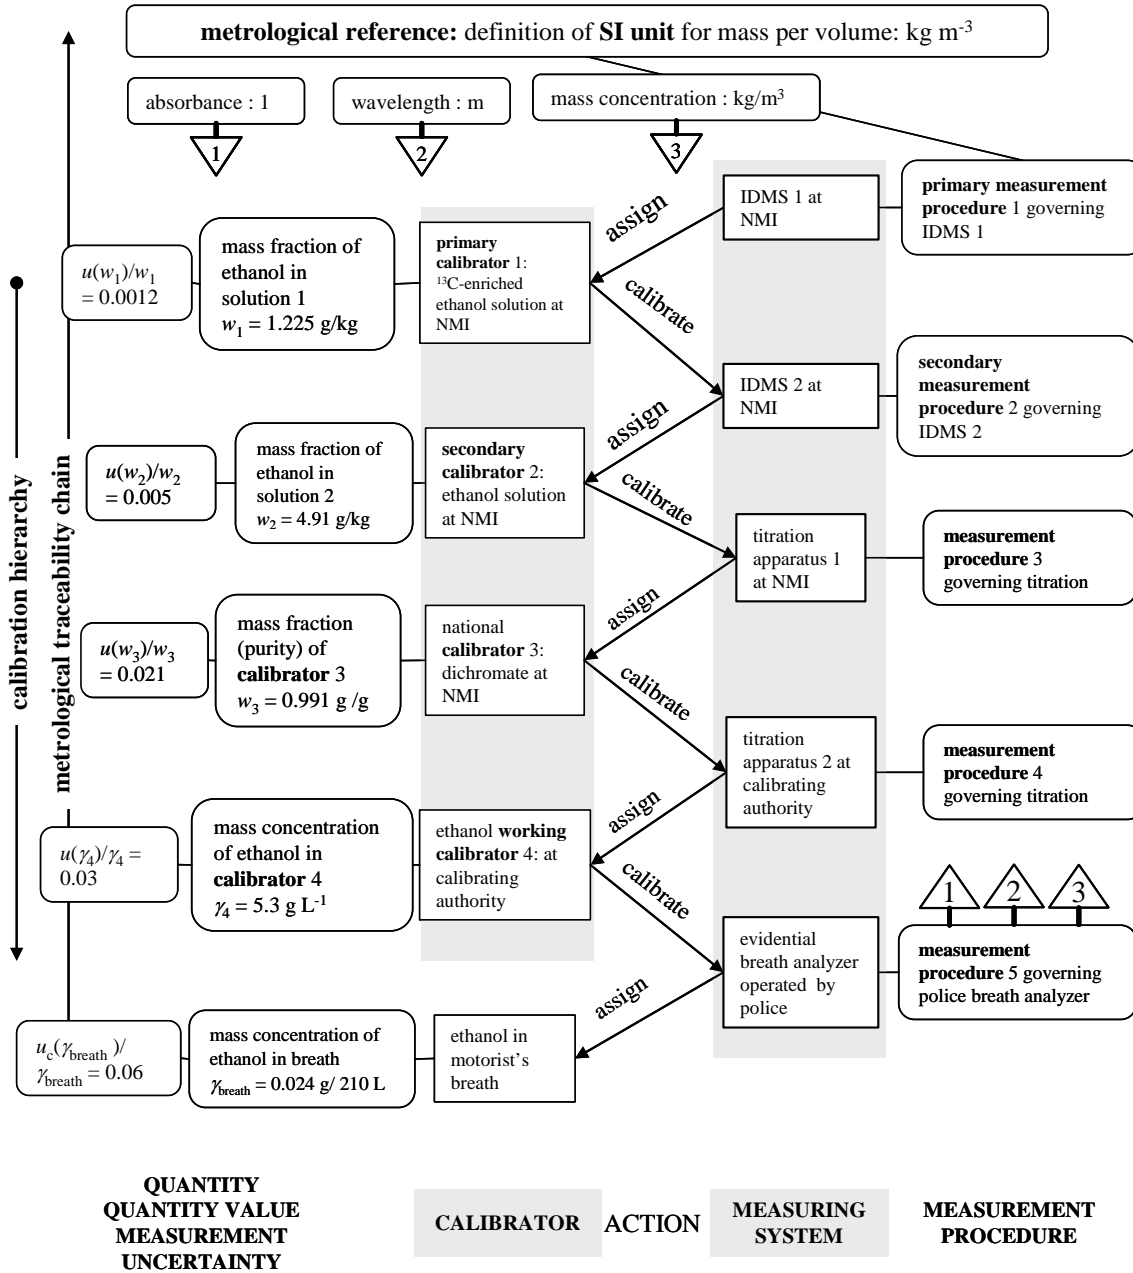 metrological reference: definition of SI unit for mass per volume: kg m-3
absorbance : 1
wavelength : m
mass concentration : kg/m3
1
2
3
calibration hierarchy
metrological traceability chain
u(w1)/w1
= 0.0012
mass fraction of
ethanol in
solution 1
w1 = 1.225 g/kg
primary
calibrator 1:
13C-enriched
ethanol solution at
NMI
assign
IDMS 1 at
NMI
primary measurement
procedure 1 governing
IDMS 1
calibrate
IDMS 2 at
NMI
secondary
measurement
procedure 2 governing
IDMS 2
assign
u(w2)/w2
= 0.005
mass fraction of
ethanol in
solution 2
w2 = 4.91 g/kg
secondary
calibrator 2:
ethanol solution
at NMI
calibrate
titration
apparatus 1
at NMI
measurement
procedure 3
governing titration
assign
u(w3)/w3
= 0.021
mass fraction
(purity) of
calibrator 3
w3 = 0.991 g /g
national
calibrator 3:
dichromate at
NMI
calibrate
titration
apparatus 2 at
calibrating
authority
measurement
procedure 4
governing titration
assign
u(γ4)/γ4 =
0.03
mass concentration
of ethanol in
calibrator 4
γ4 = 5.3 g L-1
ethanol working
calibrator 4: at
calibrating
authority
calibrate
1
2
3
evidential
breath analyzer
operated by
police
measurement
procedure 5 governing
police breath analyzer
assign
uc(γbreath )/
γbreath = 0.06
mass concentration of
ethanol in breath
γbreath = 0.024 g/ 210 L
ethanol in
motorist's
breath
QUANTITY
QUANTITY VALUE
MEASUREMENT
UNCERTAINTY
CALIBRATOR
ACTION
MEASURING
SYSTEM
MEASUREMENT
PROCEDURE